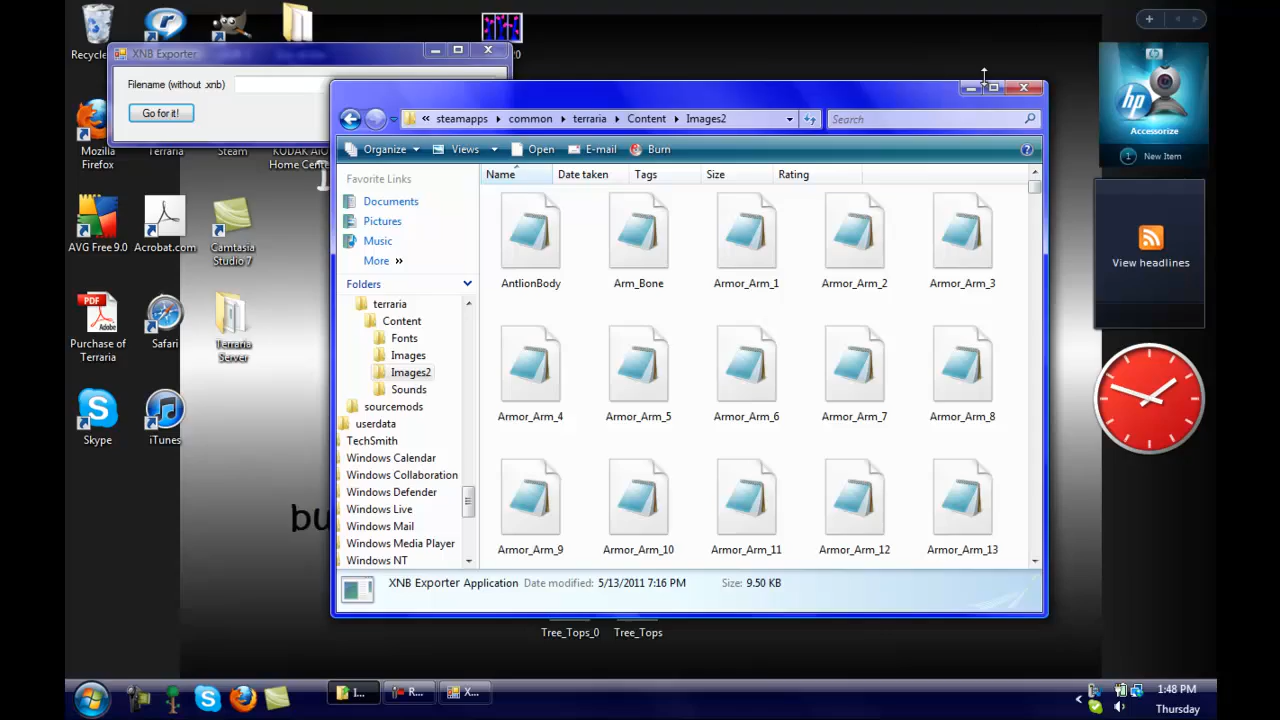 Recycle
XNB Exporter
Filename (without .xnb)
Go for it!
Mozilla
Firefox
Terraria
Steam
KODAK AiO
Home Center
AVG Free 9.0
Acrobat.com
Camtasia
Studio 7
Purchase of
Terraria
Safari
Terraria
Server
Skype
iTunes
bu
steamapps
common
terraria
Content
Images2
Search
Organize
Views
Open
E-mail
Burn
Favorite Links
Documents
Pictures
Music
More »
Folders
terraria
Content
Fonts
Images
Images2
Sounds
sourcemods
userdata
TechSmith
Windows Calendar
Windows Collaboration
Windows Defender
Windows Live
Windows Mail
Windows Media Player
Windows NT
Name Date taken Tags Size Rating
AntlionBody Arm_Bone Armor_Arm_1 Armor_Arm_2 Armor_Arm_3
Armor_Arm_4 Armor_Arm_5 Armor_Arm_6 Armor_Arm_7 Armor_Arm_8
Armor_Arm_9 Armor_Arm_10 Armor_Arm_11 Armor_Arm_12 Armor_Arm_13
XNB Exporter Application Date modified: 5/13/2011 7:16 PM Size: 9.50 KB
Tree_Tops_0 Tree_Tops
hp
Accessorize
1 New Item
View headlines
I...
R...
X...
1:48 PM
Thursday